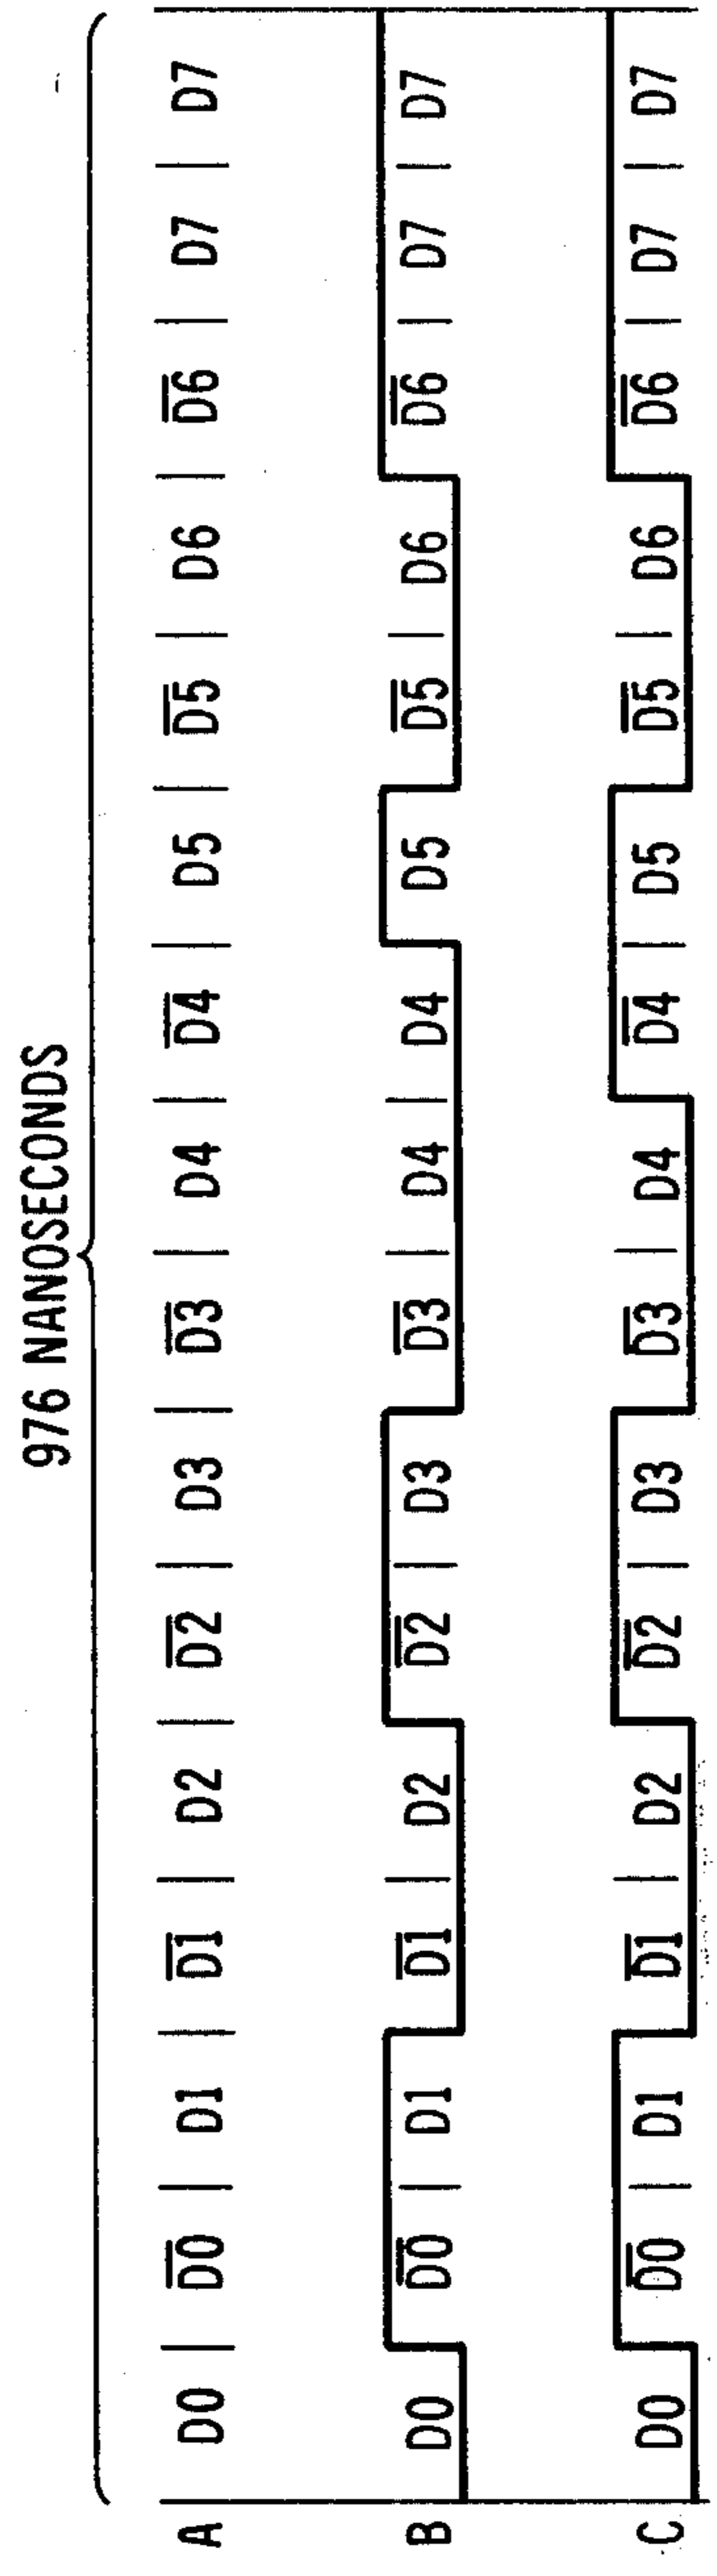 976 NANOSECONDS
A D0 | D̅0̅ | D1 | D̅1̅ | D2 | D̅2̅ | D3 | D̅3̅ | D4 | D̅4̅ | D5 | D̅5̅ | D6 | D̅6̅ | D7 | D7
B D0 D̅0̅ | D1 D̅1̅ | D2 D̅2̅ | D3 D̅3̅ | D4 | D4 D5 D̅5̅ | D6 D̅6̅ | D7 | D7
C D0 D̅0̅ | D1 D̅1̅ | D2 D̅2̅ | D3 D̅3̅ | D4 D̅4̅ | D5 D̅5̅ | D6 D̅6̅ | D7 | D7